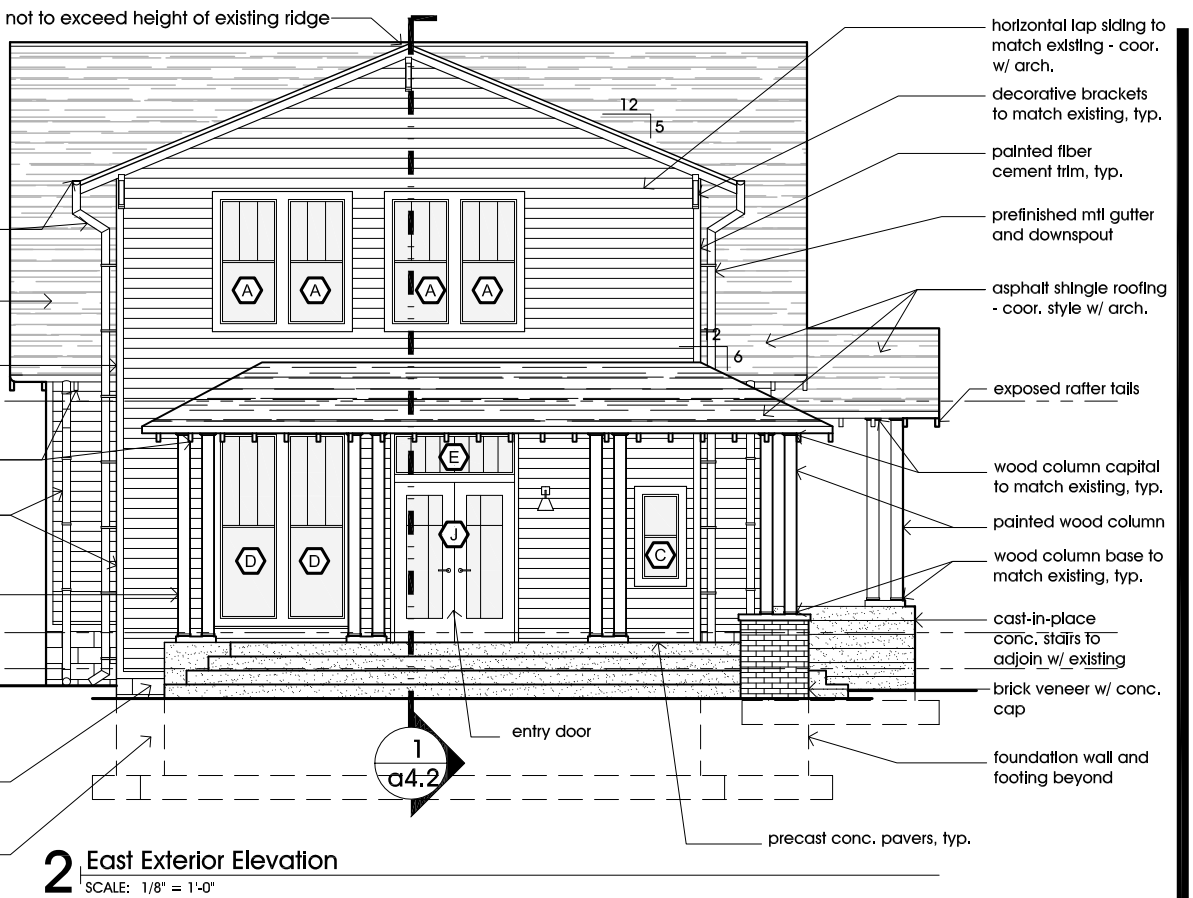 not to exceed height of existing ridge
horizontal lap siding to
match existing - coor.
w/ arch.
decorative brackets
to match existing, typ.
painted fiber
cement trim, typ.
prefinished mtl gutter
and downspout
asphalt shingle roofing
- coor. style w/ arch.
exposed rafter tails
wood column capital
to match existing, typ.
painted wood column
wood column base to
match existing, typ.
cast-in-place
conc. stairs to
adjoin w/ existing
brick veneer w/ conc.
cap
foundation wall and
footing beyond
precast conc. pavers, typ.
entry door
12
5
12
6
A
A
A
A
E
J
D
D
C
1
a4.2
2 East Exterior Elevation
SCALE: 1/8" = 1'-0"